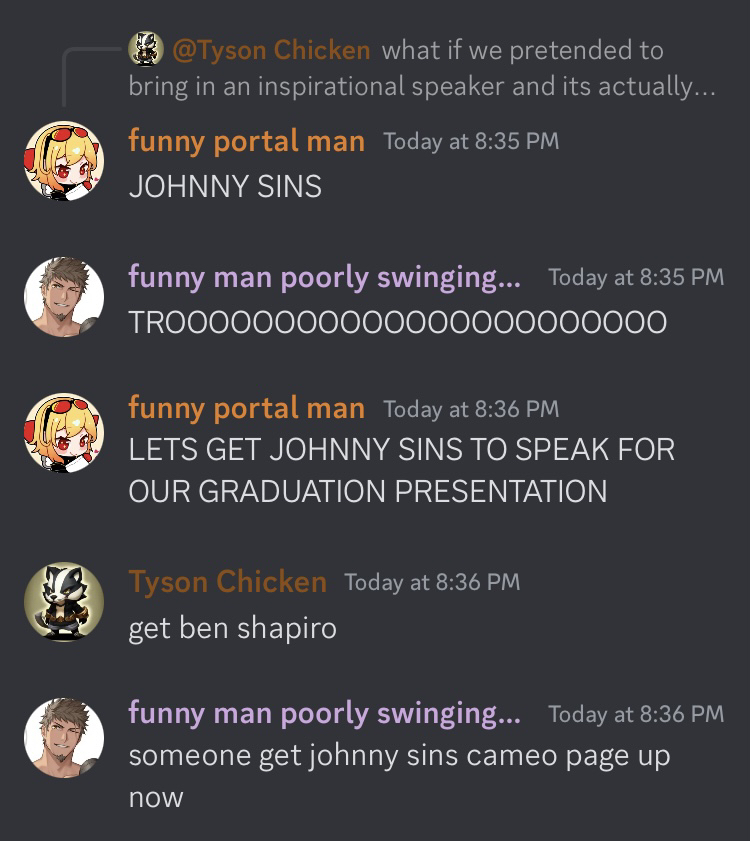 @Tyson Chicken what if we pretended to
bring in an inspirational speaker and its actually...
funny portal man Today at 8:35 PM
JOHNNY SINS
funny man poorly swinging... Today at 8:35 PM
TROOOOOOOOOOOOOOOOOOOOOOO
funny portal man Today at 8:36 PM
LETS GET JOHNNY SINS TO SPEAK FOR
OUR GRADUATION PRESENTATION
Tyson Chicken Today at 8:36 PM
get ben shapiro
funny man poorly swinging... Today at 8:36 PM
someone get johnny sins cameo page up
now